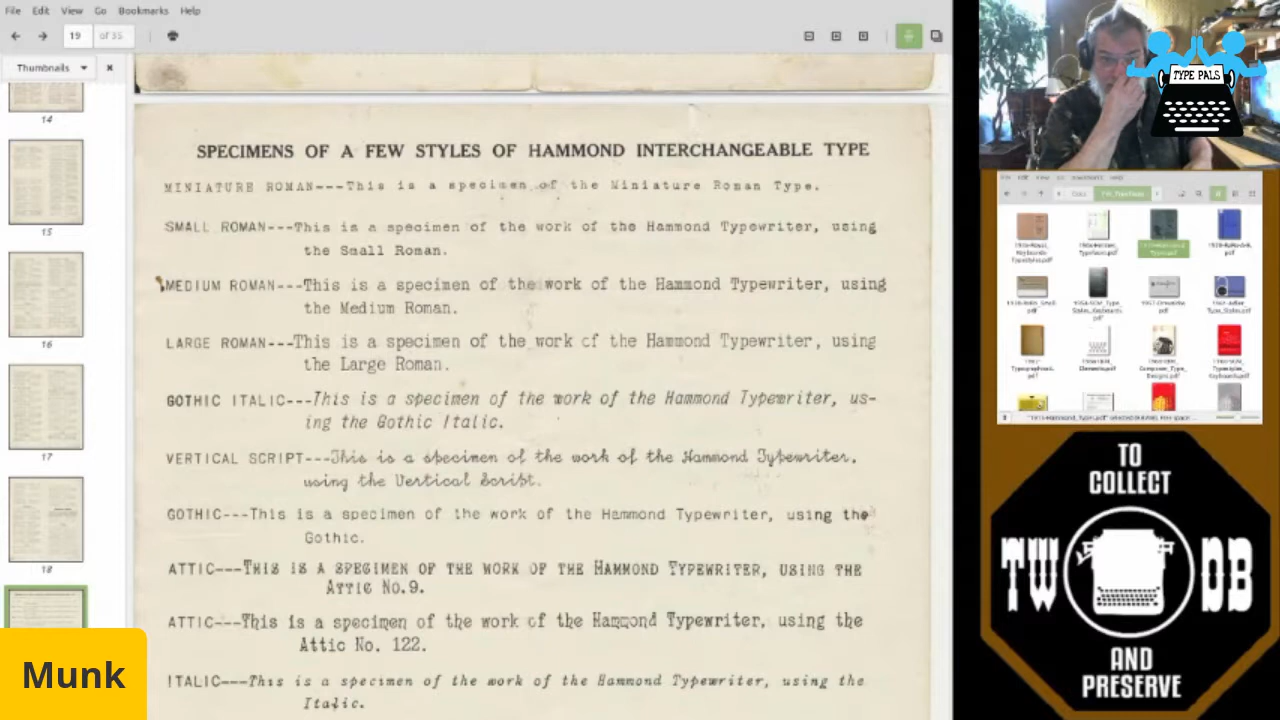 File Edit View Go Bookmarks Help
19 of 35
Thumbnails
14
15
16
17
18
SPECIMENS OF A FEW STYLES OF HAMMOND INTERCHANGEABLE TYPE
MINIATURE ROMAN---This is a specimen of the Miniature Roman Type.
SMALL ROMAN---This is a specimen of the work of the Hammond Typewriter, using
the Small Roman.
MEDIUM ROMAN---This is a specimen of the work of the Hammond Typewriter, using
the Medium Roman.
LARGE ROMAN---This is a specimen of the work of the Hammond Typewriter, using
the Large Roman.
GOTHIC ITALIC---This is a specimen of the work of the Hammond Typewriter, us-
ing the Gothic Italic.
VERTICAL SCRIPT---This is a specimen of the work of the Hammond Typewriter,
using the Vertical Script.
GOTHIC---This is a specimen of the work of the Hammond Typewriter, using the
Gothic.
ATTIC---THIS IS A SPECIMEN OF THE WORK OF THE HAMMOND TYPEWRITER, USING THE
ATTIC NO.9.
ATTIC---This is a specimen of the work of the Hammond Typewriter, using the
Attic No. 122.
ITALIC---This is a specimen of the work of the Hammond Typewriter, using the
Italic.
Munk
TYPE PALS
TO
COLLECT
TW DB
AND
PRESERVE